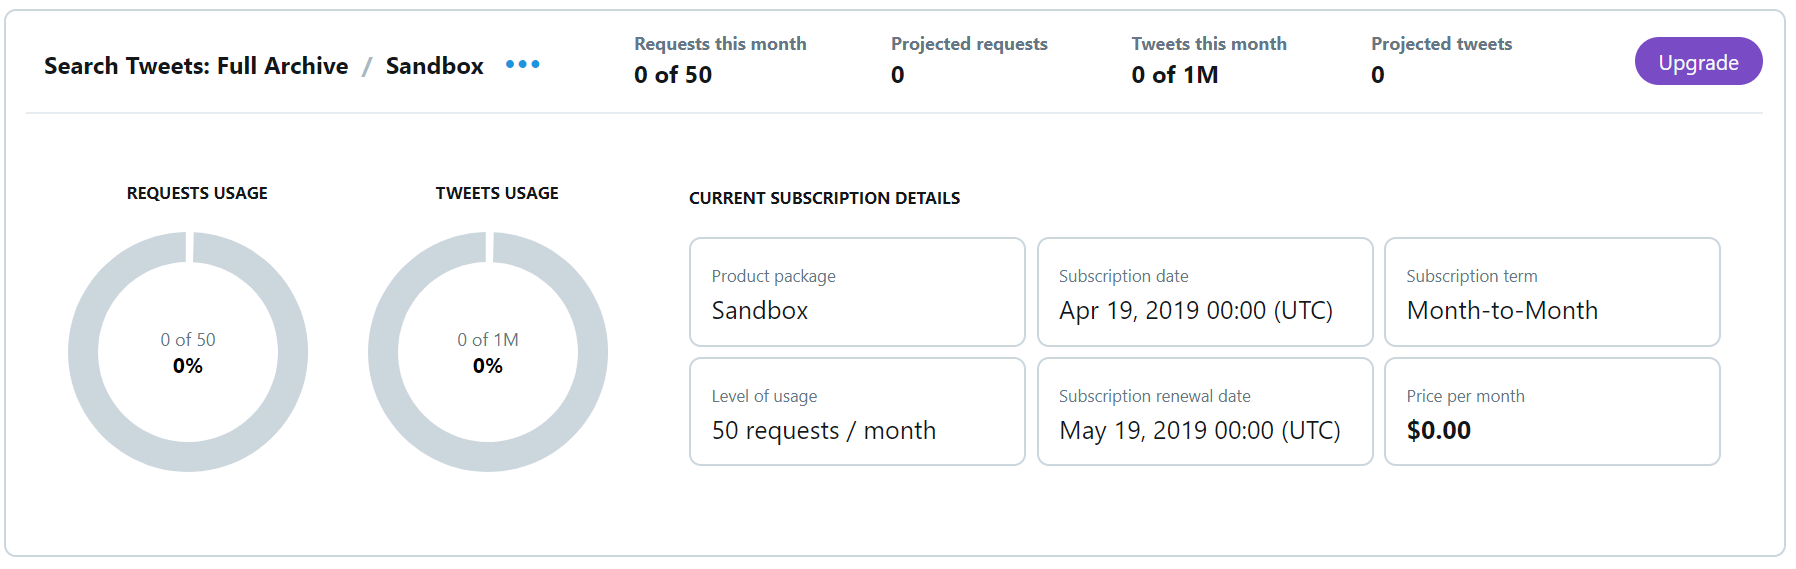 Search Tweets: Full Archive / Sandbox •••
Requests this month
0 of 50
Projected requests
0
Tweets this month
0 of 1M
Projected tweets
0
Upgrade
REQUESTS USAGE
0 of 50
0%
TWEETS USAGE
0 of 1M
0%
CURRENT SUBSCRIPTION DETAILS
Product package
Sandbox
Subscription date
Apr 19, 2019 00:00 (UTC)
Subscription term
Month-to-Month
Level of usage
50 requests / month
Subscription renewal date
May 19, 2019 00:00 (UTC)
Price per month
$0.00